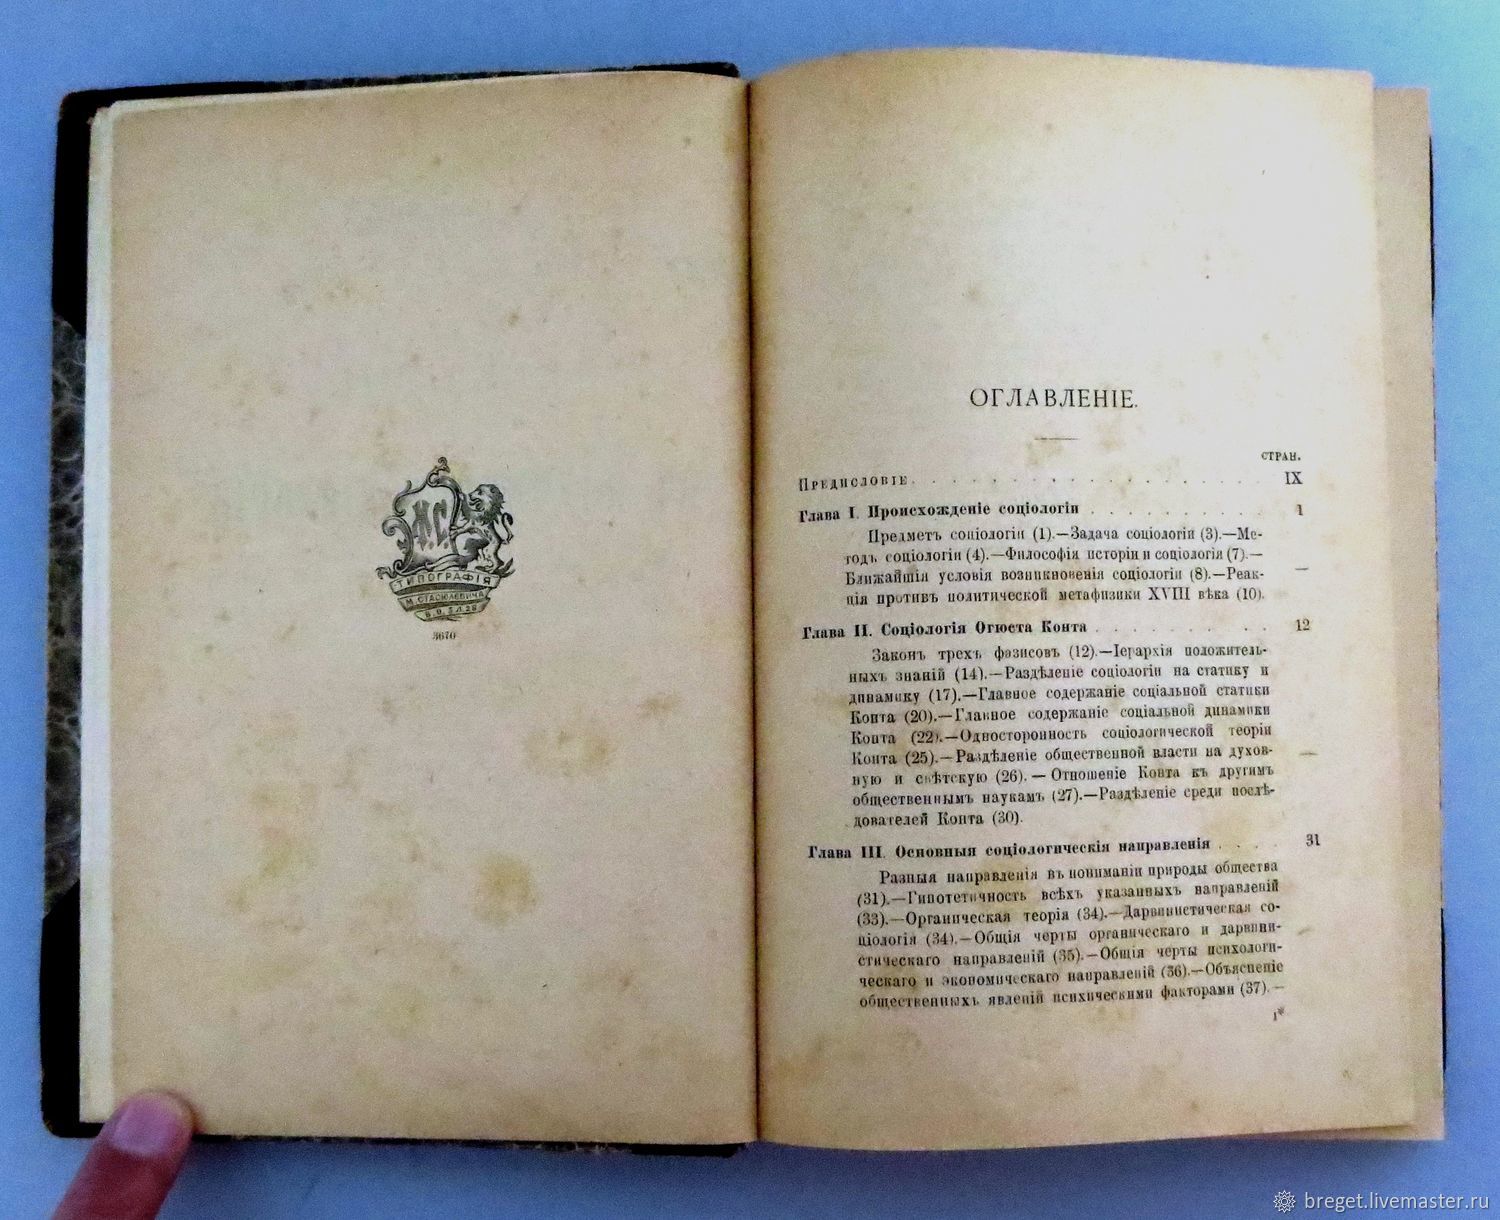 М.С.
ТИПОГРАФІЯ
М. СТАСЮЛЕВИЧА
В. О. 5 Л. 28
3670
ОГЛАВЛЕНІЕ.
СТРАН.
Предисловіе . . . . . . . . . . . . . . . . . IX
Глава I. Происхожденіе соціологіи . . . . . . . . . 1
Предметъ соціологіи (1).—Задача соціологіи (3).—Ме-
тодъ соціологіи (4).—Философія исторіи и соціологія (7).—
Ближайшія условія возникновенія соціологіи (8).—Реак-
ція противъ политической метафизики XVIII вѣка (10).
Глава II. Соціологія Огюста Конта . . . . . . . . 12
Законъ трехъ фазисовъ (12).—Іерархія положитель-
ныхъ знаній (14).—Раздѣленіе соціологіи на статику и
динамику (17).—Главное содержаніе соціальной статики
Конта (20).—Главное содержаніе соціальной динамики
Конта (22).—Односторонность соціологической теоріи
Конта (25).—Раздѣленіе общественной власти на духов-
ную и свѣтскую (26).—Отношеніе Конта къ другимъ
общественнымъ наукамъ (27).—Раздѣленіе среди послѣ-
дователей Конта (30).
Глава III. Основныя соціологическія направленія . . . . 31
Разныя направленія въ пониманіи природы общества
(31).—Гипотетичность всѣхъ указанныхъ направленій
(33).—Органическая теорія (34).—Дарвинистическая со-
ціологія (34).—Общія черты органическаго и дарвини-
стическаго направленій (35).—Общія черты психологи-
ческаго и экономическаго направленій (36).—Объясненіе
общественныхъ явленій психическими факторами (37).—
1*
breget.livemaster.ru